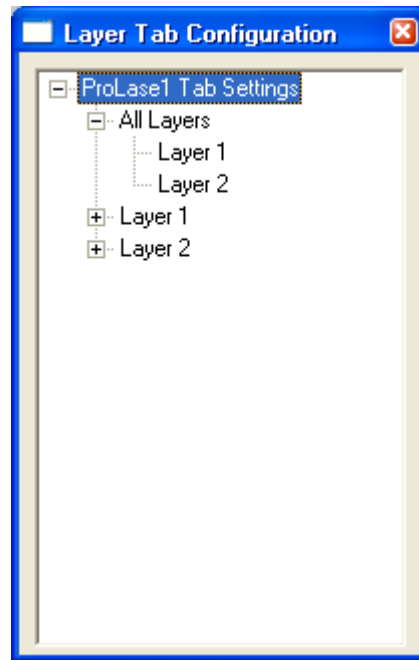 Layer Tab Configuration
ProLase1 Tab Settings
All Layers
Layer 1
Layer 2
Layer 1
Layer 2